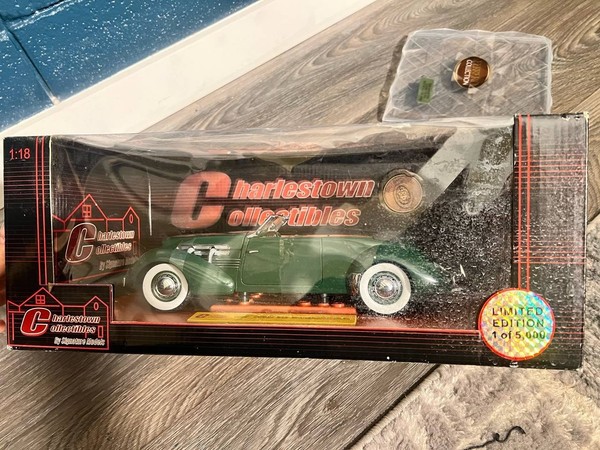 COLLECTION
1:18
Charlestown
Collectibles
Charlestown
Collectibles
by Signature Models
Charlestown
Collectibles
by Signature Models
LIMITED
EDITION
1 of 5,000